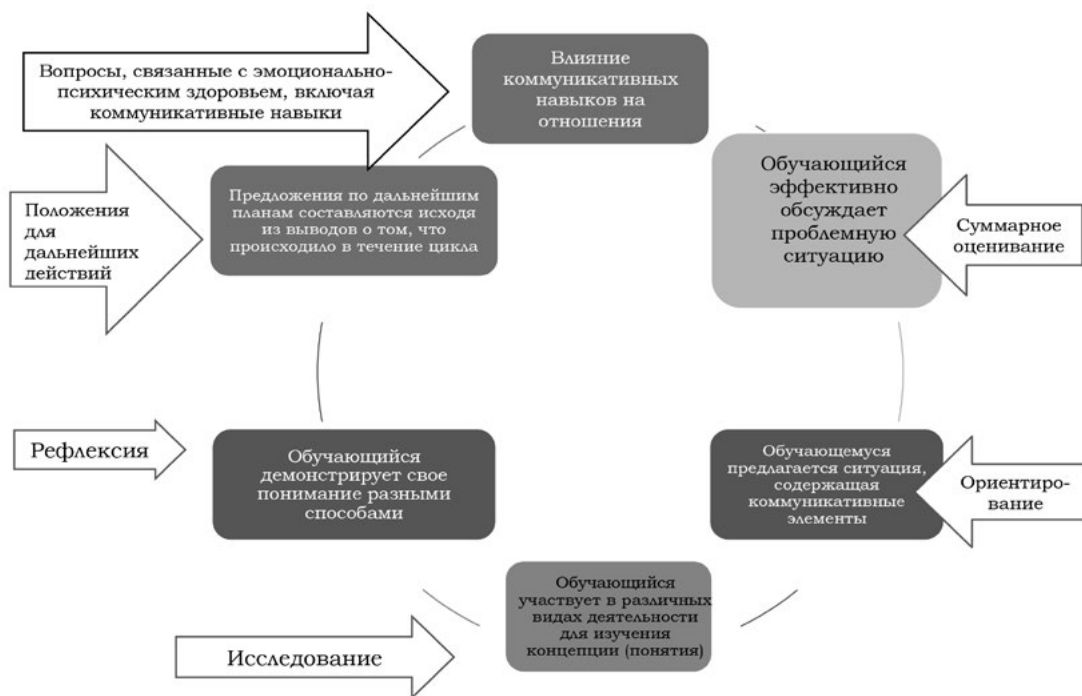 Вопросы, связанные с эмоционально-
психическим здоровьем, включая
коммуникативные навыки
Влияние
коммуникативных
навыков на
отношения
Положения
для
дальнейших
действий
Предложения по дальнейшим
планам составляются исходя
из выводов о том, что
происходило в течение цикла
Обучающийся
эффективно
обсуждает
проблемную
ситуацию
Суммарное
оценивание
Рефлексия
Обучающийся
демонстрирует свое
понимание разными
способами
Обучающемуся
предлагается ситуация,
содержащая
коммуникативные
элементы
Ориентиро-
вание
Обучающийся
участвует в различных
видах деятельности
для изучения
концепции (понятия)
Исследование